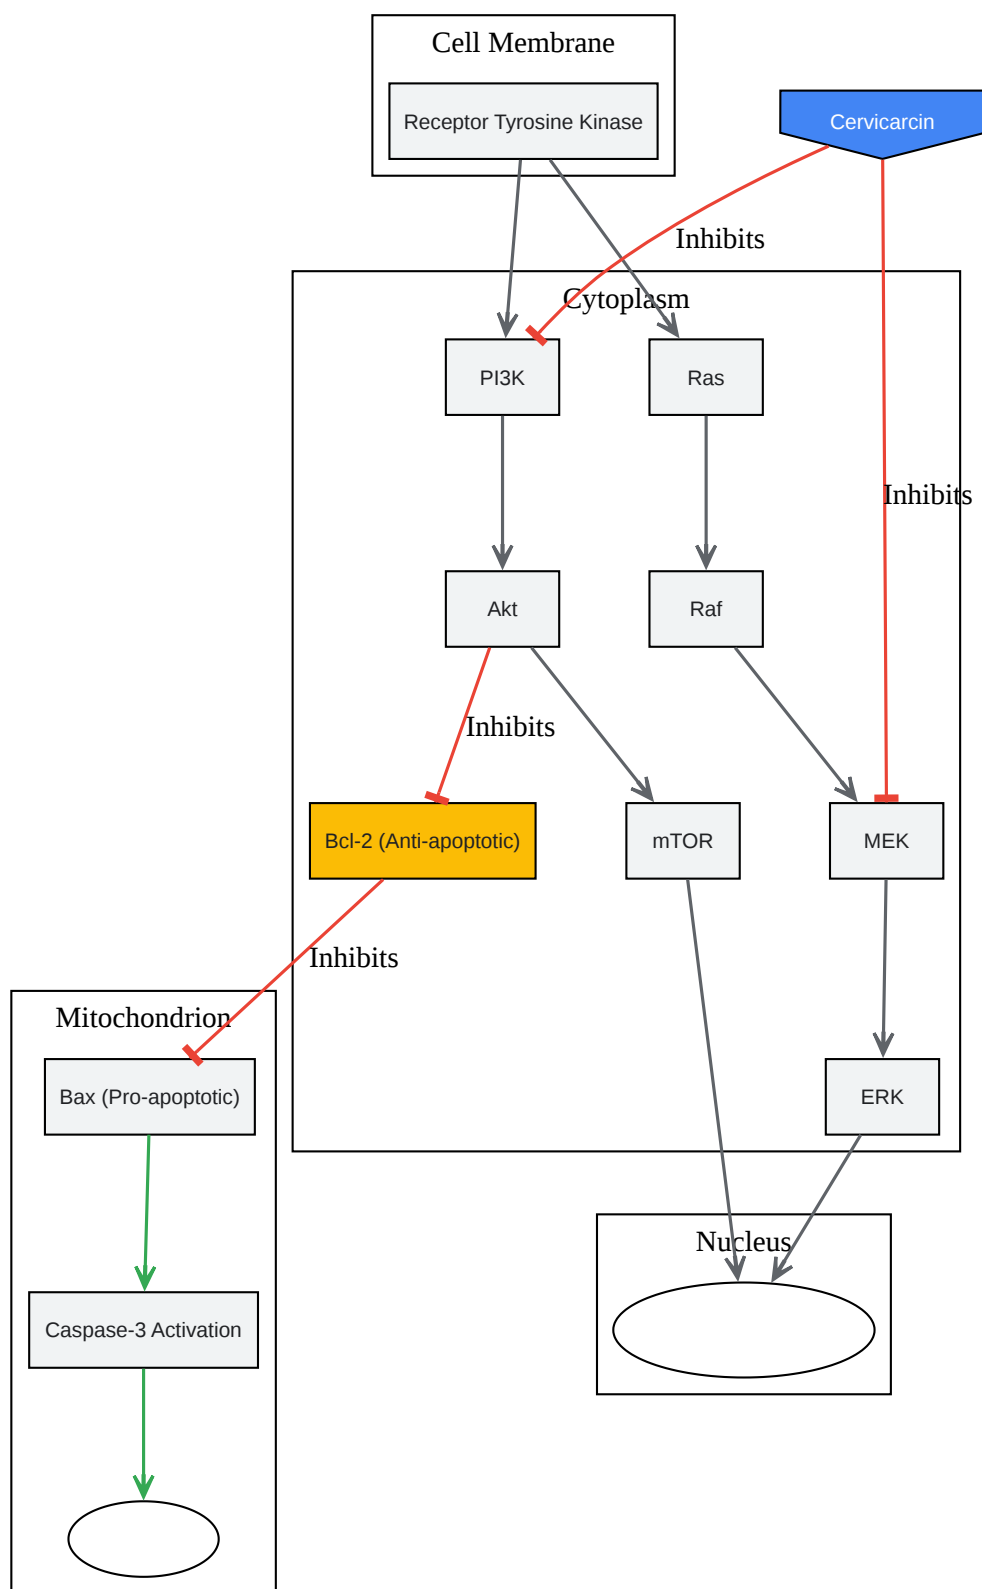 Cell Membrane
Receptor Tyrosine Kinase
Cervicarcin
Inhibits
Cytoplasm
PI3K
Ras
Inhibits
Akt
Raf
Inhibits
Bcl-2 (Anti-apoptotic)
mTOR
MEK
Inhibits
Mitochondrion
Bax (Pro-apoptotic)
ERK
Nucleus
Caspase-3 Activation